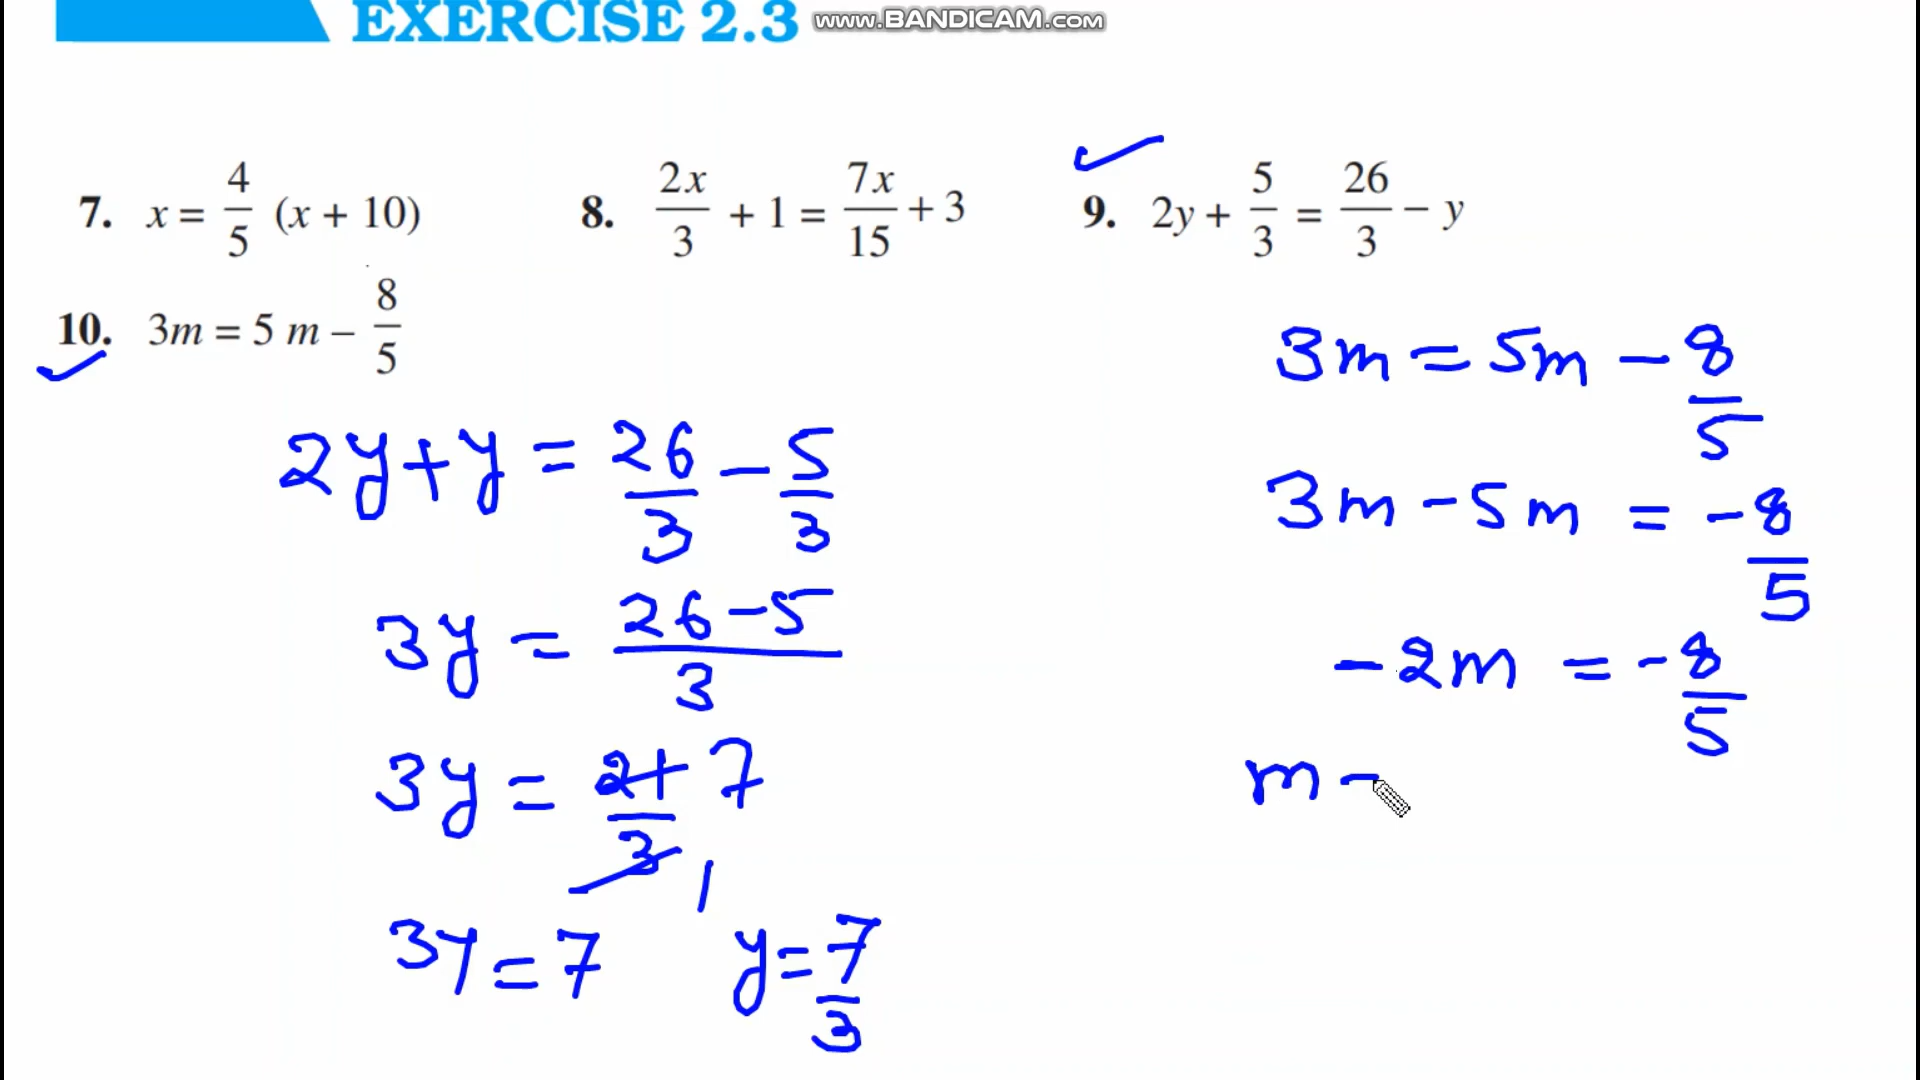 EXERCISE 2.3 www.BANDICAM.com
7. x = 4/5 (x + 10)
8. 2x/3 + 1 = 7x/15 + 3
9. 2y + 5/3 = 26/3 − y
10. 3m = 5 m − 8/5
2y+y = 26/3 − 5/3
3y = 26−5/3
3y = 21/3 7
1
3y = 7
y = 7/3
3m = 5m − 8/5
3m − 5m = −8/5
−2m = −8/5
m −